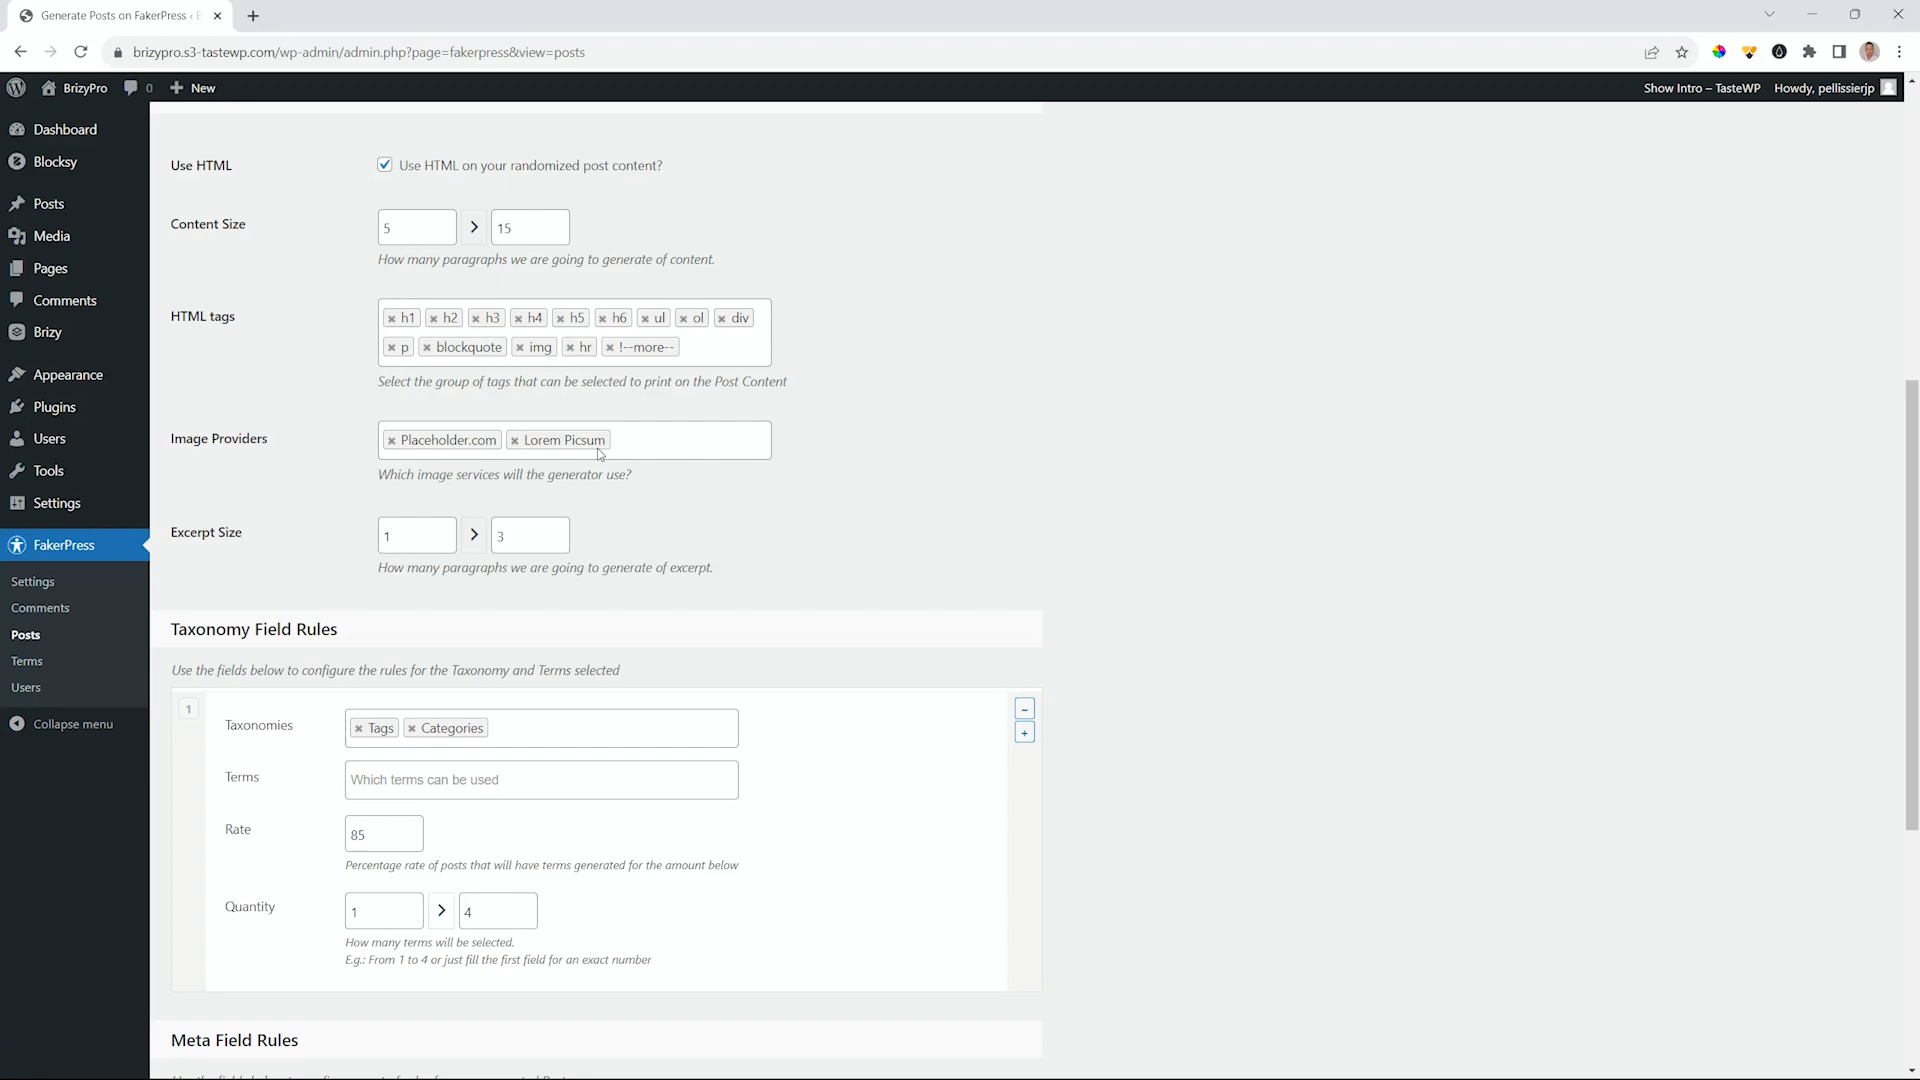 Generate Posts on FakerPress ‹
brizypro.s3-tastewp.com/wp-admin/admin.php?page=fakerpress&view=posts
BrizyPro
0
New
Show Intro – TasteWP
Howdy, pellissierjp
Dashboard
Blocksy
Posts
Media
Pages
Comments
Brizy
Appearance
Plugins
Users
Tools
Settings
FakerPress
Settings
Comments
Posts
Terms
Users
Collapse menu
Use HTML
Use HTML on your randomized post content?
Content Size
5 > 15
How many paragraphs we are going to generate of content.
HTML tags
× h1 × h2 × h3 × h4 × h5 × h6 × ul × ol × div
× p × blockquote × img × hr × !--more--
Select the group of tags that can be selected to print on the Post Content
Image Providers
× Placeholder.com × Lorem Picsum
Which image services will the generator use?
Excerpt Size
1 > 3
How many paragraphs we are going to generate of excerpt.
Taxonomy Field Rules
Use the fields below to configure the rules for the Taxonomy and Terms selected
1
Taxonomies
× Tags × Categories
Terms
Which terms can be used
Rate
85
Percentage rate of posts that will have terms generated for the amount below
Quantity
1 > 4
How many terms will be selected.
E.g.: From 1 to 4 or just fill the first field for an exact number
-
+
Meta Field Rules